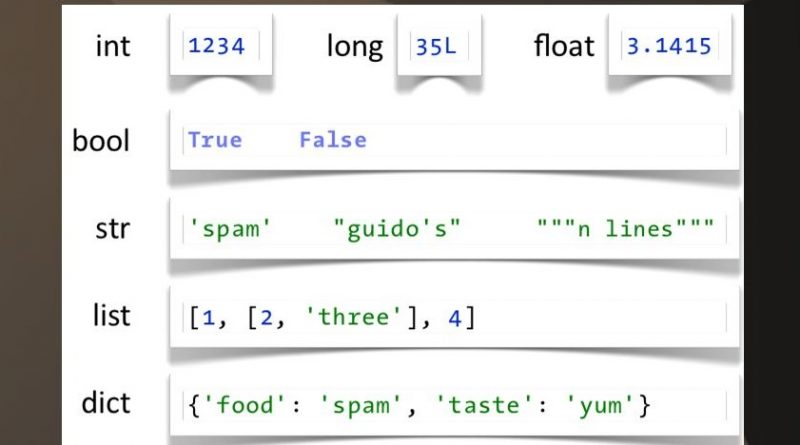 int 1234 long 35L float 3.1415
bool True False
str 'spam' "guido's" """n lines"""
list [1, [2, 'three'], 4]
dict {'food': 'spam', 'taste': 'yum'}